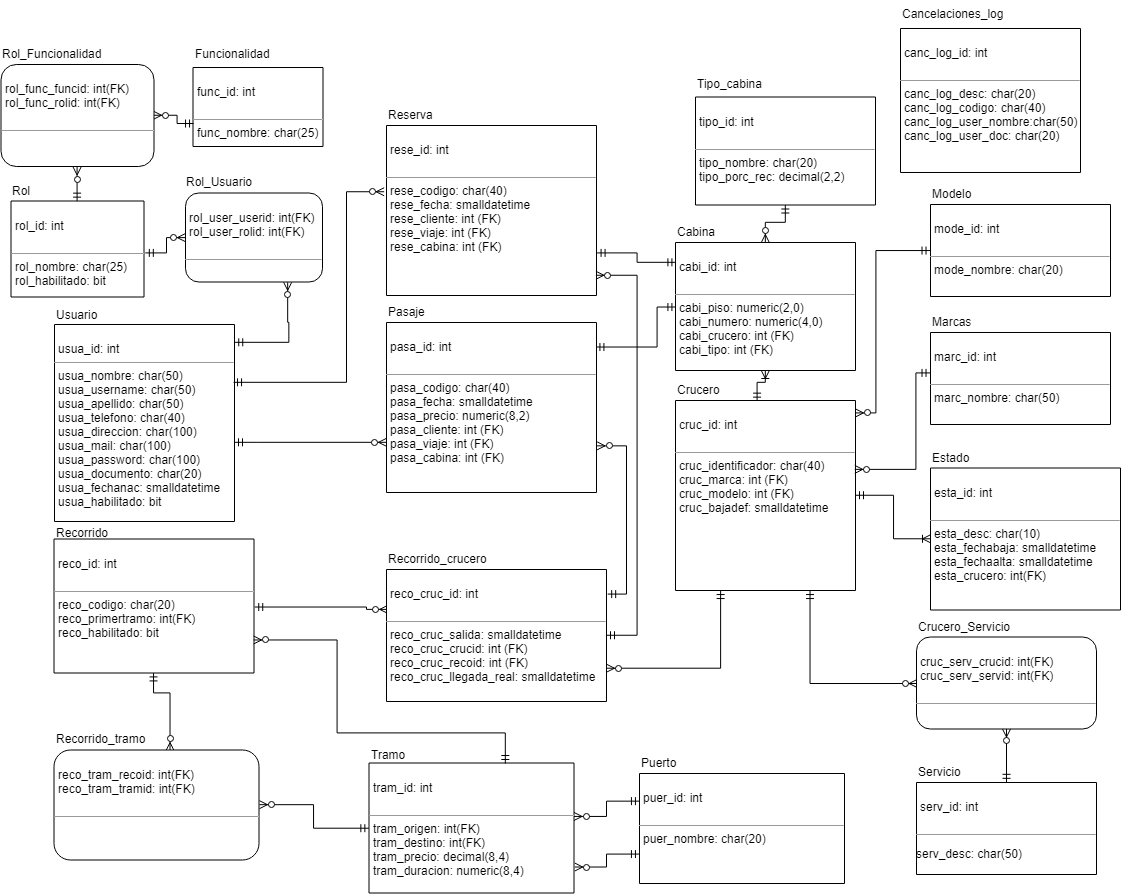 Cancelaciones_log
canc_log_id: int
canc_log_desc: char(20)
canc_log_codigo: char(40)
canc_log_user_nombre:char(50)
canc_log_user_doc: char(20)
Rol_Funcionalidad
rol_func_funcid: int(FK)
rol_func_rolid: int(FK)
Funcionalidad
func_id: int
func_nombre: char(25)
Tipo_cabina
tipo_id: int
tipo_nombre: char(20)
tipo_porc_rec: decimal(2,2)
Reserva
rese_id: int
rese_codigo: char(40)
rese_fecha: smalldatetime
rese_cliente: int (FK)
rese_viaje: int (FK)
rese_cabina: int (FK)
Rol
rol_id: int
rol_nombre: char(25)
rol_habilitado: bit
Rol_Usuario
rol_user_userid: int(FK)
rol_user_rolid: int(FK)
Modelo
mode_id: int
mode_nombre: char(20)
Cabina
cabi_id: int
cabi_piso: numeric(2,0)
cabi_numero: numeric(4,0)
cabi_crucero: int (FK)
cabi_tipo: int (FK)
Usuario
usua_id: int
usua_nombre: char(50)
usua_username: char(50)
usua_apellido: char(50)
usua_telefono: char(40)
usua_direccion: char(100)
usua_mail: char(100)
usua_password: char(100)
usua_documento: char(20)
usua_fechanac: smalldatetime
usua_habilitado: bit
Pasaje
pasa_id: int
pasa_codigo: char(40)
pasa_fecha: smalldatetime
pasa_precio: numeric(8,2)
pasa_cliente: int (FK)
pasa_viaje: int (FK)
pasa_cabina: int (FK)
Marcas
marc_id: int
marc_nombre: char(50)
Crucero
cruc_id: int
cruc_identificador: char(40)
cruc_marca: int (FK)
cruc_modelo: int (FK)
cruc_bajadef: smalldatetime
Estado
esta_id: int
esta_desc: char(10)
esta_fechabaja: smalldatetime
esta_fechaalta: smalldatetime
esta_crucero: int(FK)
Recorrido
reco_id: int
reco_codigo: char(20)
reco_primertramo: int(FK)
reco_habilitado: bit
Recorrido_crucero
reco_cruc_id: int
reco_cruc_salida: smalldatetime
reco_cruc_crucid: int (FK)
reco_cruc_recoid: int (FK)
reco_cruc_llegada_real: smalldatetime
Crucero_Servicio
cruc_serv_crucid: int(FK)
cruc_serv_servid: int(FK)
Recorrido_tramo
reco_tram_recoid: int(FK)
reco_tram_tramid: int(FK)
Tramo
tram_id: int
tram_origen: int(FK)
tram_destino: int(FK)
tram_precio: decimal(8,4)
tram_duracion: numeric(8,4)
Puerto
puer_id: int
puer_nombre: char(20)
Servicio
serv_id: int
serv_desc: char(50)